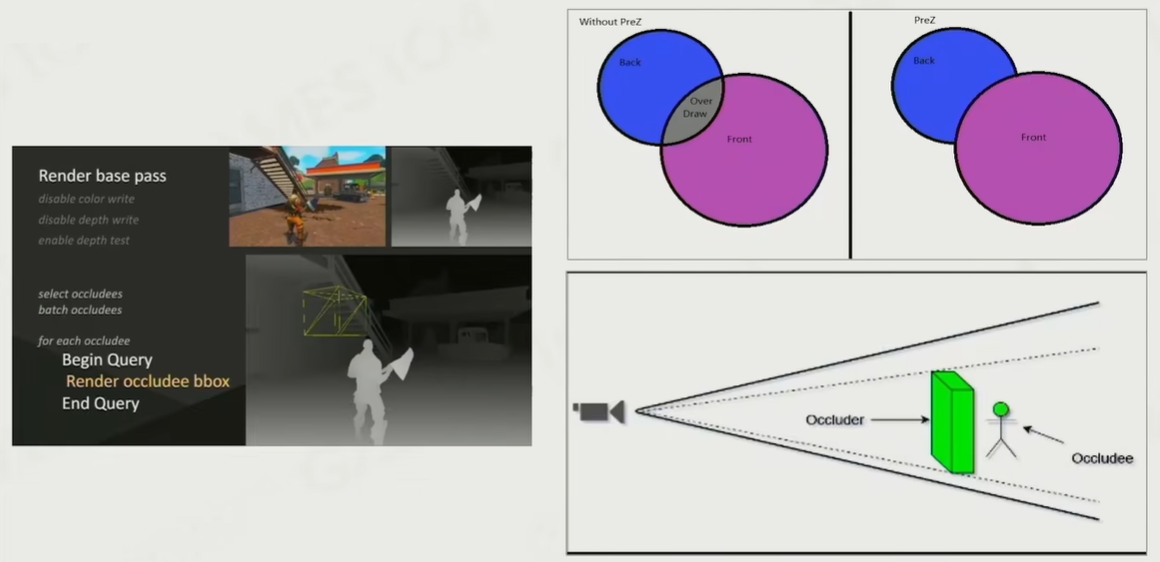 Render base pass
disable color write
disable depth write
enable depth test
select occludees
batch occludees
for each occludee
Begin Query
Render occludee bbox
End Query
Without PreZ
Back
Over
Draw
Front
PreZ
Back
Front
Occluder
Occludee